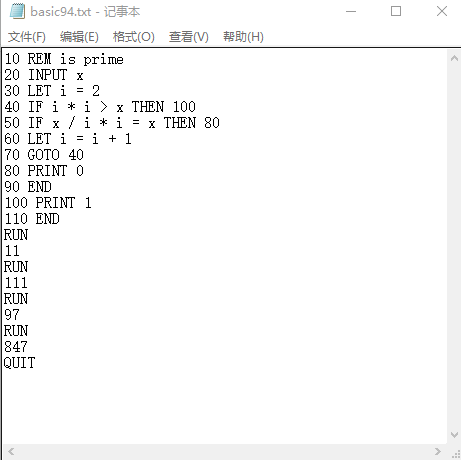 basic94.txt - 记事本
文件(F) 编辑(E) 格式(O) 查看(V) 帮助(H)
10 REM is prime
20 INPUT x
30 LET i = 2
40 IF i * i > x THEN 100
50 IF x / i * i = x THEN 80
60 LET i = i + 1
70 GOTO 40
80 PRINT 0
90 END
100 PRINT 1
110 END
RUN
11
RUN
111
RUN
97
RUN
847
QUIT